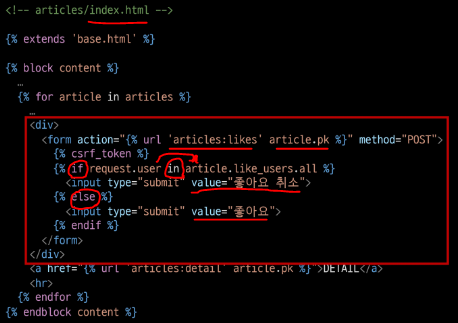 <!-- articles/index.html -->
{% extends 'base.html' %}
{% block content %}
…
{% for article in articles %}
…
<div>
<form action="{% url 'articles:likes' article.pk %}" method="POST">
{% csrf_token %}
{% if request.user in article.like_users.all %}
<input type="submit" value="좋아요 취소">
{% else %}
<input type="submit" value="좋아요">
{% endif %}
</form>
</div>
<a href="{% url 'articles:detail' article.pk %}">DETAIL</a>
<hr>
{% endfor %}
{% endblock content %}